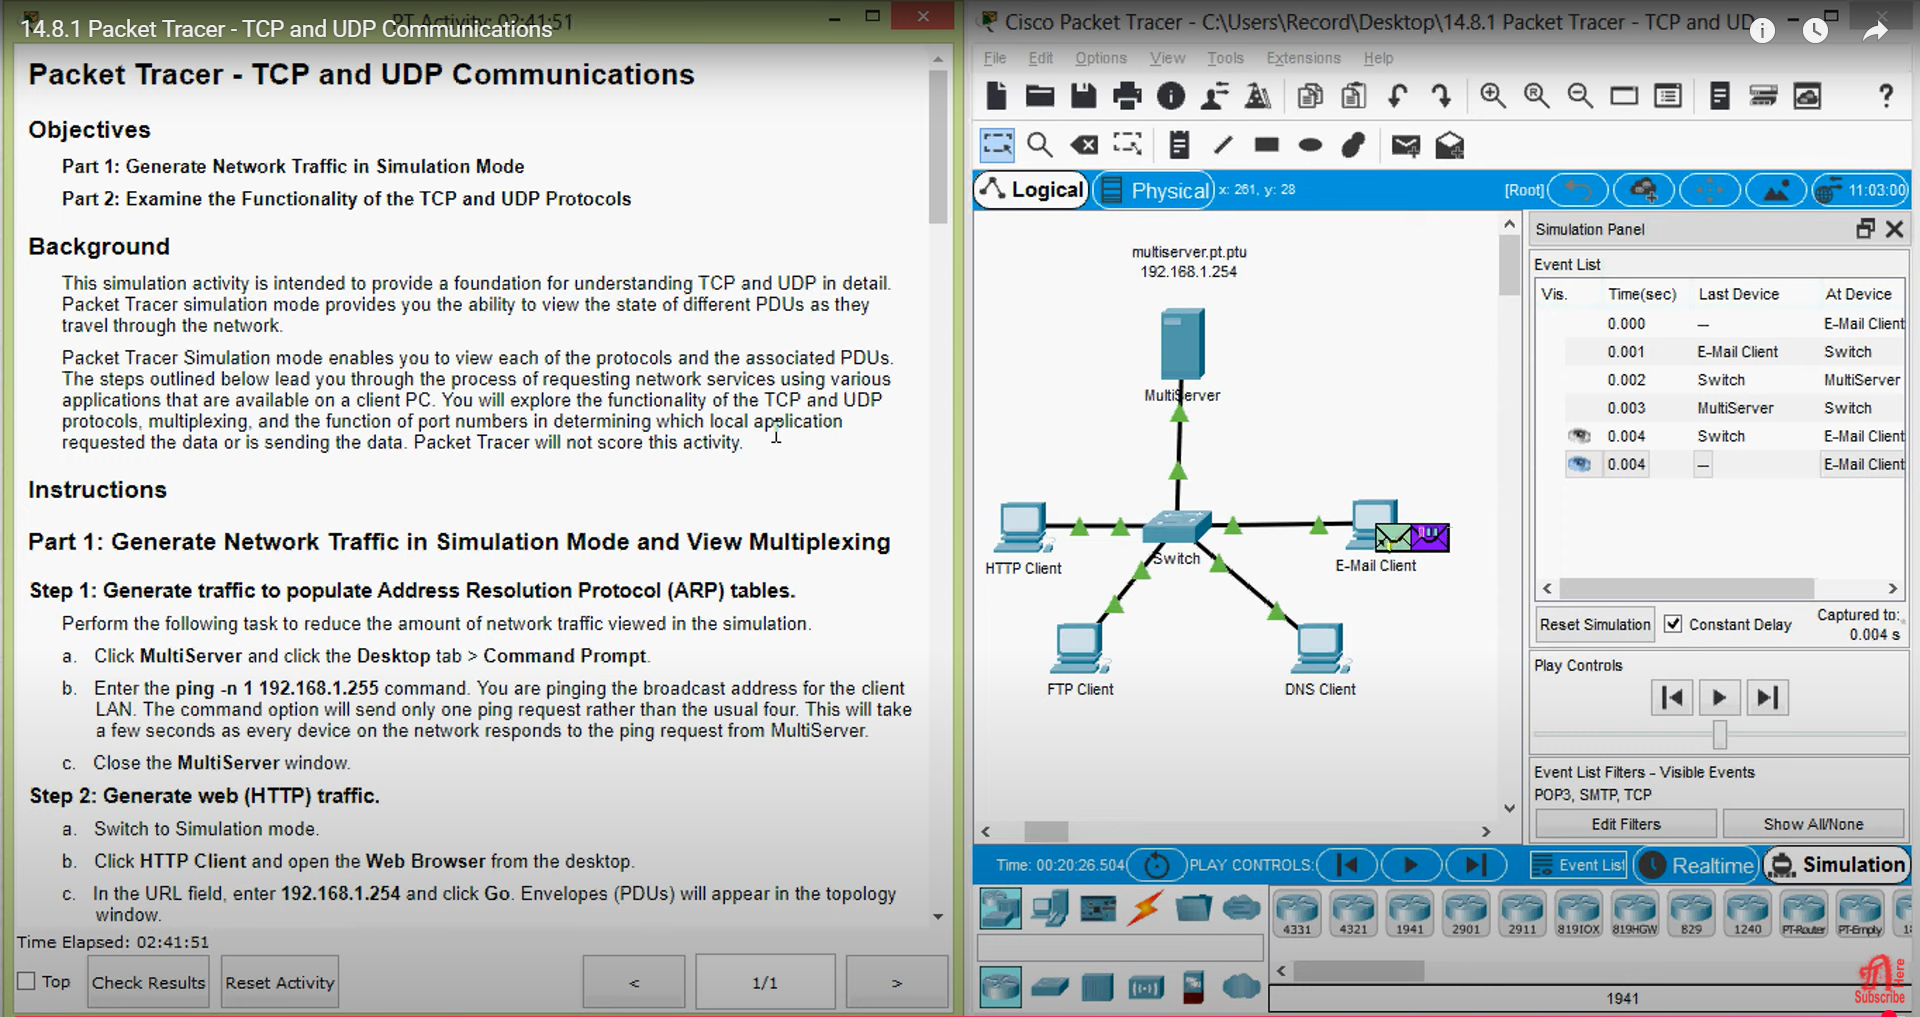 PT Activity: 02:41:51
14.8.1 Packet Tracer - TCP and UDP Communications
Packet Tracer - TCP and UDP Communications
Objectives
Part 1: Generate Network Traffic in Simulation Mode
Part 2: Examine the Functionality of the TCP and UDP Protocols
Background
This simulation activity is intended to provide a foundation for understanding TCP and UDP in detail.
Packet Tracer simulation mode provides you the ability to view the state of different PDUs as they
travel through the network.
Packet Tracer Simulation mode enables you to view each of the protocols and the associated PDUs.
The steps outlined below lead you through the process of requesting network services using various
applications that are available on a client PC. You will explore the functionality of the TCP and UDP
protocols, multiplexing, and the function of port numbers in determining which local application
requested the data or is sending the data. Packet Tracer will not score this activity.
Instructions
Part 1: Generate Network Traffic in Simulation Mode and View Multiplexing
Step 1: Generate traffic to populate Address Resolution Protocol (ARP) tables.
Perform the following task to reduce the amount of network traffic viewed in the simulation.
a. Click MultiServer and click the Desktop tab > Command Prompt.
b. Enter the ping -n 1 192.168.1.255 command. You are pinging the broadcast address for the client
LAN. The command option will send only one ping request rather than the usual four. This will take
a few seconds as every device on the network responds to the ping request from MultiServer.
c. Close the MultiServer window.
Step 2: Generate web (HTTP) traffic.
a. Switch to Simulation mode.
b. Click HTTP Client and open the Web Browser from the desktop.
c. In the URL field, enter 192.168.1.254 and click Go. Envelopes (PDUs) will appear in the topology
window.
Time Elapsed: 02:41:51
Top Check Results Reset Activity < 1/1 >
Cisco Packet Tracer - C:\Users\Record\Desktop\14.8.1 Packet Tracer - TCP and UD
File Edit Options View Tools Extensions Help
Logical Physical x: 261, y: 28 [Root] 11:03:00
multiserver.pt.ptu
192.168.1.254
MultiServer
HTTP Client
Switch
E-Mail Client
FTP Client
DNS Client
Simulation Panel
Event List
Vis. Time(sec) Last Device At Device
0.000 -- E-Mail Client
0.001 E-Mail Client Switch
0.002 Switch MultiServer
0.003 MultiServer Switch
0.004 Switch E-Mail Client
0.004 -- E-Mail Client
Reset Simulation Constant Delay Captured to:
0.004 s
Play Controls
Event List Filters - Visible Events
POP3, SMTP, TCP
Edit Filters Show All/None
Time: 00:20:26.504 PLAY CONTROLS: Event List Realtime Simulation
4331 4321 1941 2901 2911 819IOX 819HGW 829 1240 PT-Router PT-Empty
1941
Here
Subscribe